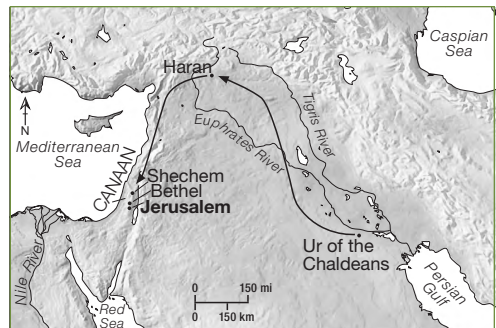 Caspian
Sea
Haran
Tigris River
Euphrates River
N
Mediterranean
Sea
CANAAN
Shechem
Bethel
Jerusalem
Ur of the
Chaldeans
Nile River
Persian
Gulf
Red
Sea
0 150 mi
0 150 km